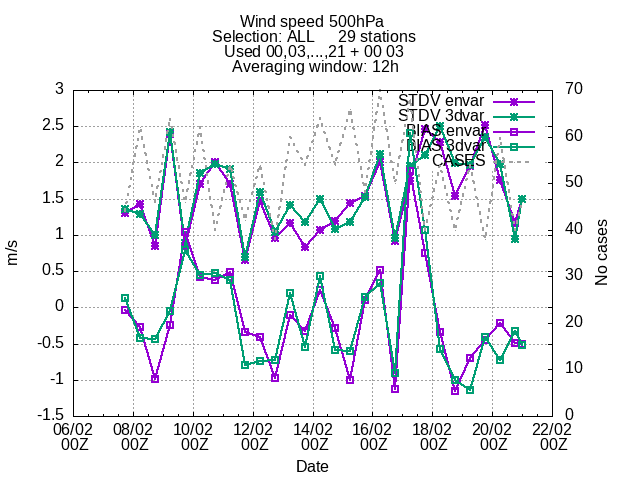 Wind speed 500hPa
Selection: ALL 29 stations
Used 00,03,...,21 + 00 03
Averaging window: 12h
STDV envar
STDV 3dvar
BIAS envar
BIAS 3dvar
CASES
3
2.5
2
1.5
1
0.5
0
-0.5
-1
-1.5
m/s
70
60
50
40
30
20
10
0
No cases
06/02 08/02 10/02 12/02 14/02 16/02 18/02 20/02 22/02
00Z 00Z 00Z 00Z 00Z 00Z 00Z 00Z 00Z
Date